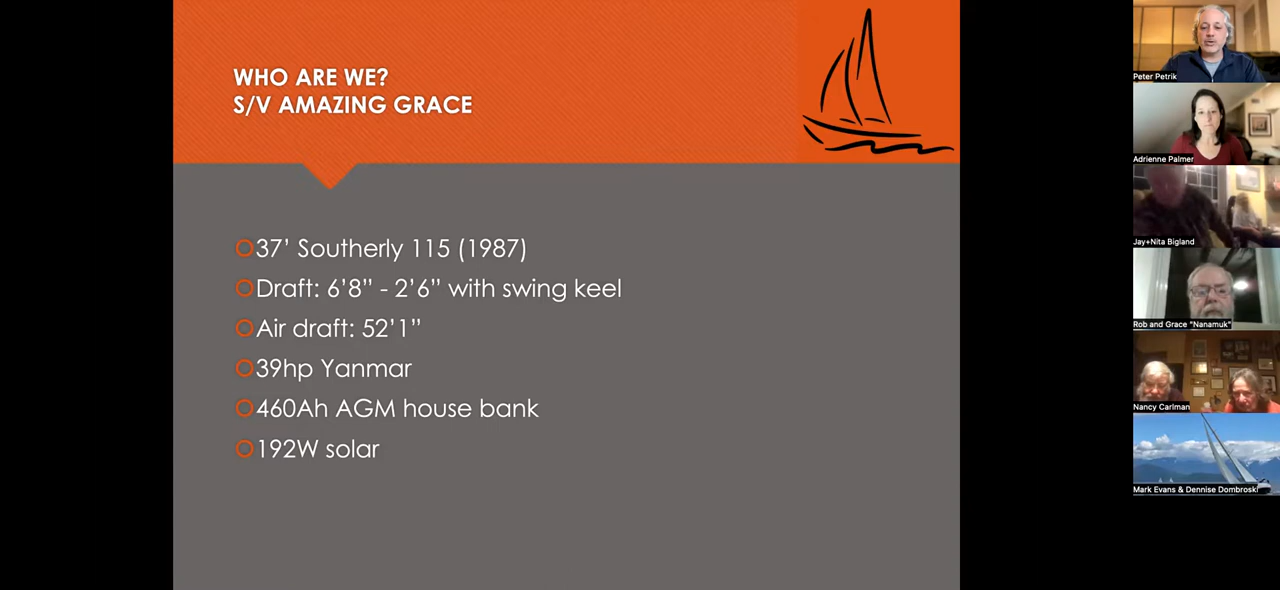 WHO ARE WE?
S/V AMAZING GRACE
37’ Southerly 115 (1987)
Draft: 6’8” - 2’6” with swing keel
Air draft: 52’1”
39hp Yanmar
460Ah AGM house bank
192W solar
Peter Petrik
Adrienne Palmer
Jay+Nita Bigland
Rob and Grace "Nanamuk"
Nancy Carlman
Mark Evans & Dennise Dombroski